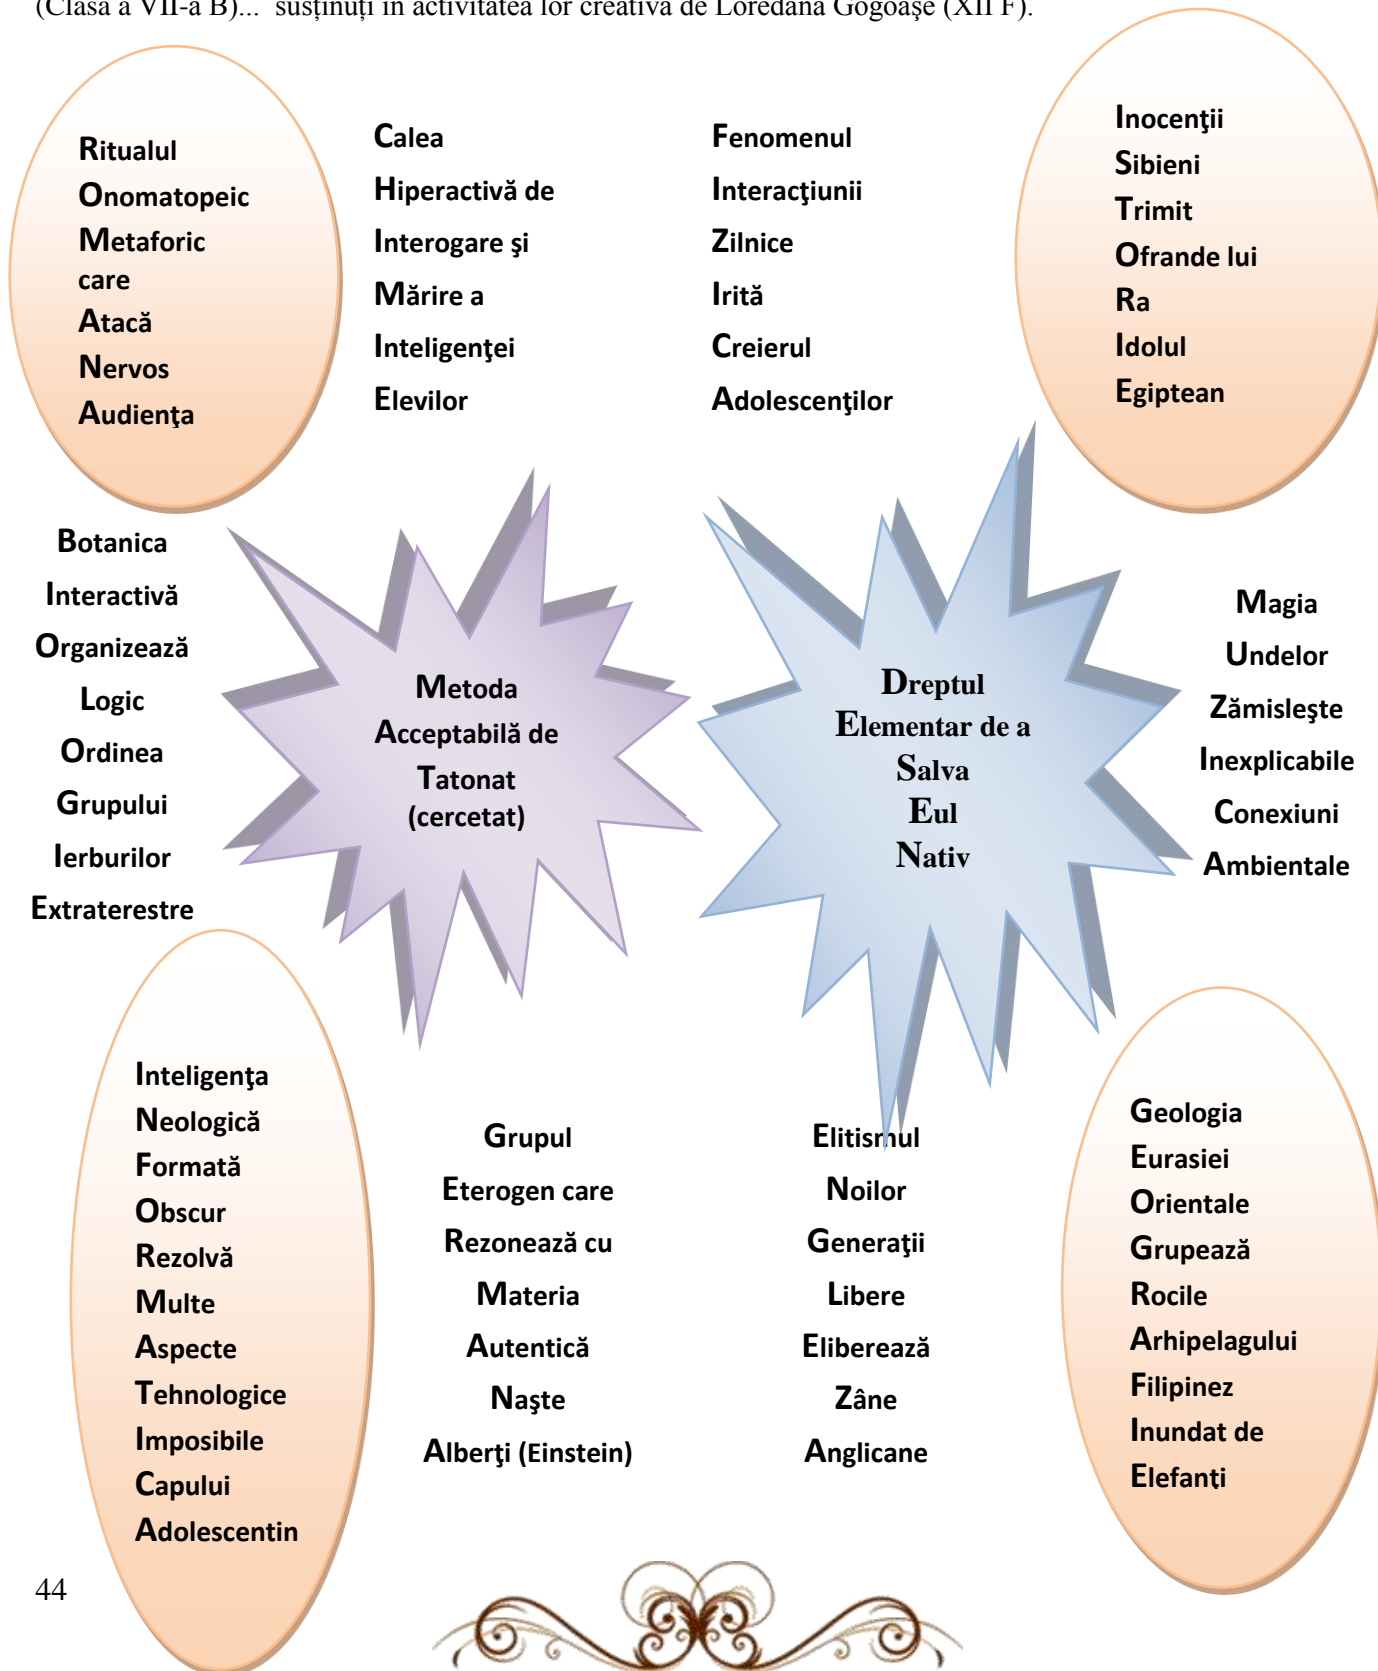 (Clasa a VII-a B)... susţinuţi în activitatea lor creativă de Loredana Gogoaşe (XII F).
Ritualul
Onomatopeic
Metaforic
care
Atacă
Nervos
Audienţa
Calea
Hiperactivă de
Interogare şi
Mărire a
Inteligenţei
Elevilor
Fenomenul
Interacţiunii
Zilnice
Irită
Creierul
Adolescenţilor
Inocenţii
Sibieni
Trimit
Ofrande lui
Ra
Idolul
Egiptean
Botanica
Interactivă
Organizează
Logic
Ordinea
Grupului
Ierburilor
Extraterestre
Metoda
Acceptabilă de
Tatonat
(cercetat)
Dreptul
Elementar de a
Salva
Eul
Nativ
Magia
Undelor
Zămisleşte
Inexplicabile
Conexiuni
Ambientale
Inteligenţa
Neologică
Formată
Obscur
Rezolvă
Multe
Aspecte
Tehnologice
Imposibile
Capului
Adolescentin
Grupul
Eterogen care
Rezonează cu
Materia
Autentică
Naşte
Alberţi (Einstein)
Elitismul
Noilor
Generaţii
Libere
Eliberează
Zâne
Anglicane
Geologia
Eurasiei
Orientale
Grupează
Rocile
Arhipelagului
Filipinez
Inundat de
Elefanţi
44